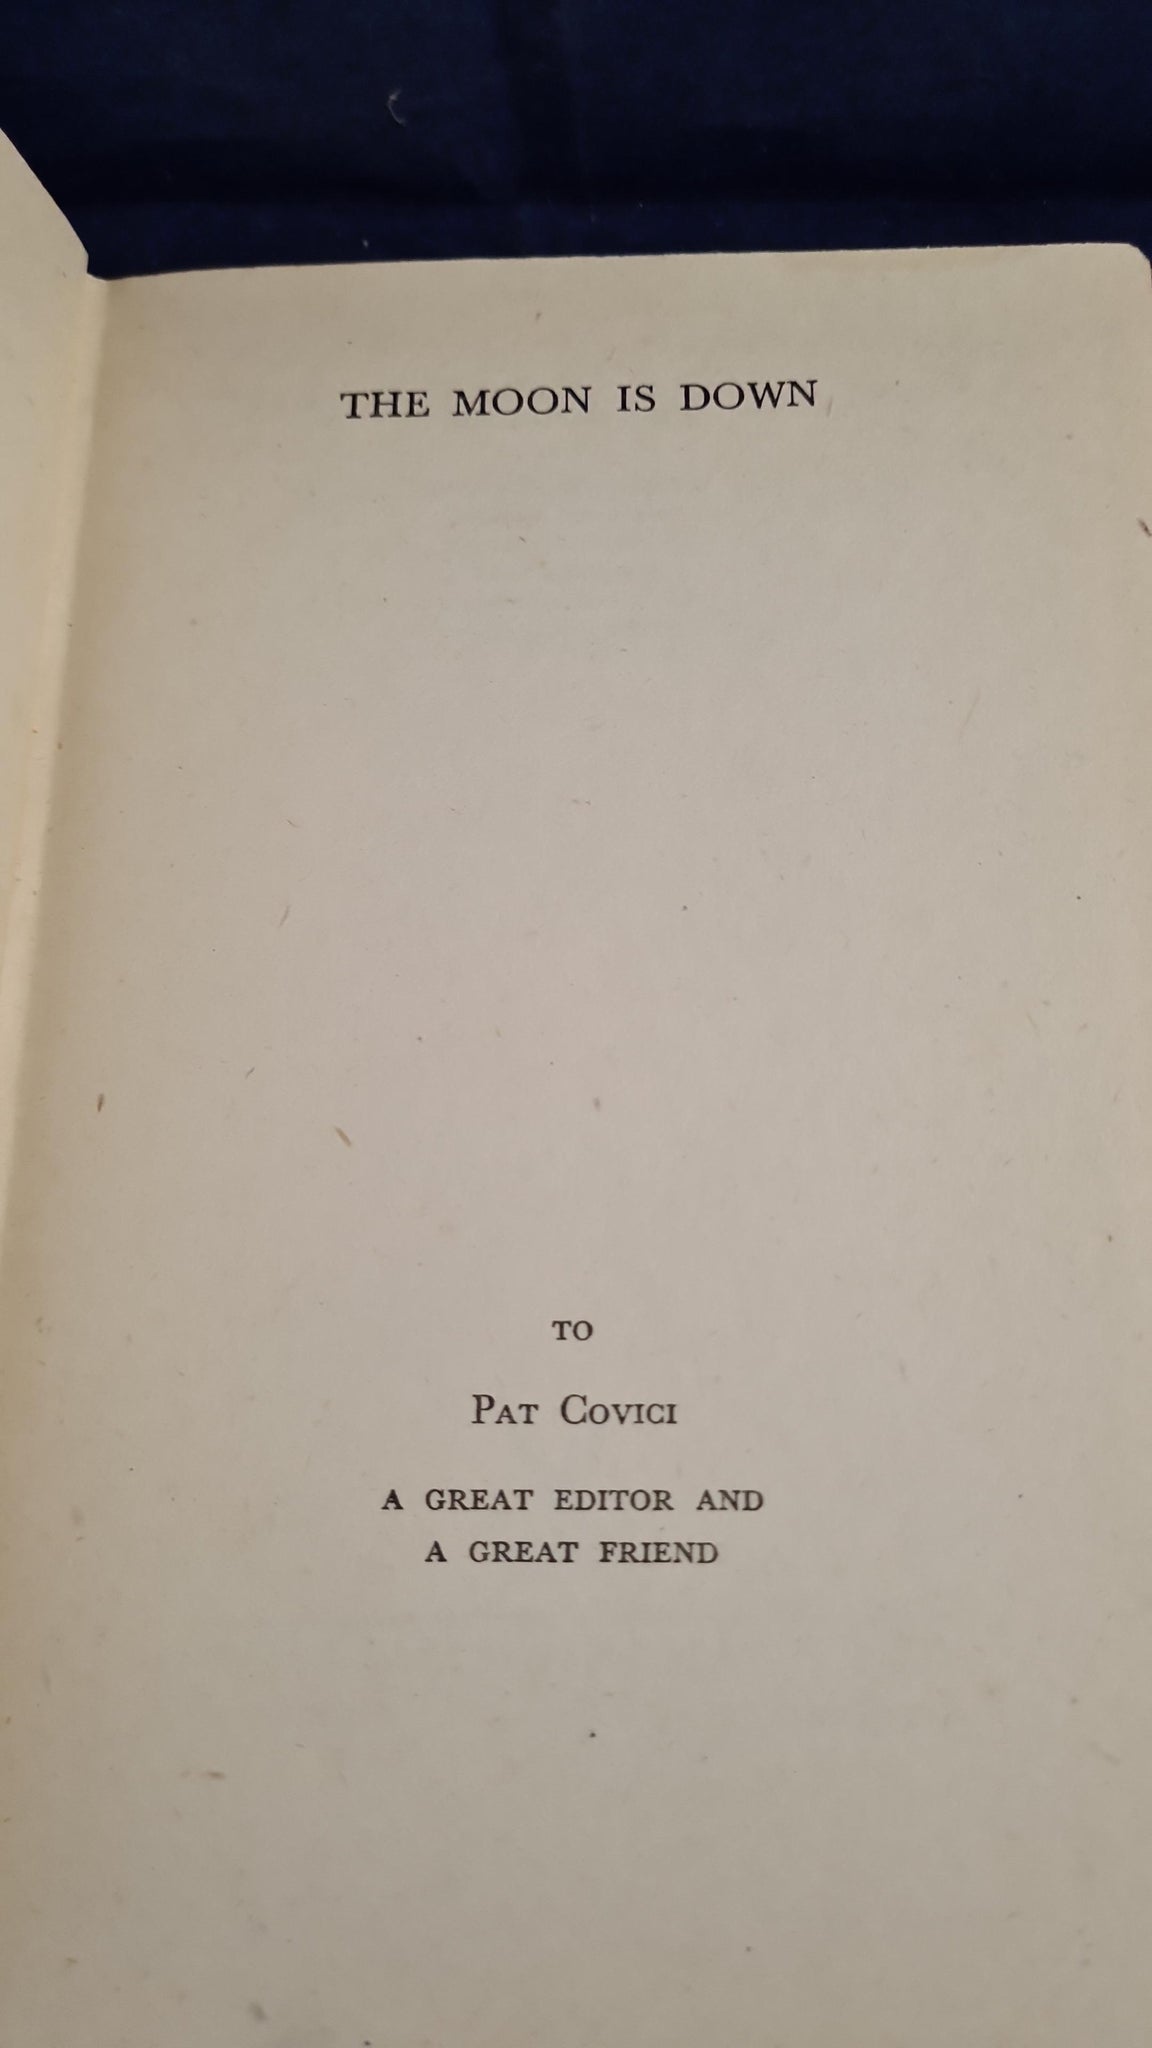 THE MOON IS DOWN
TO
PAT COVICI
A GREAT EDITOR AND
A GREAT FRIEND